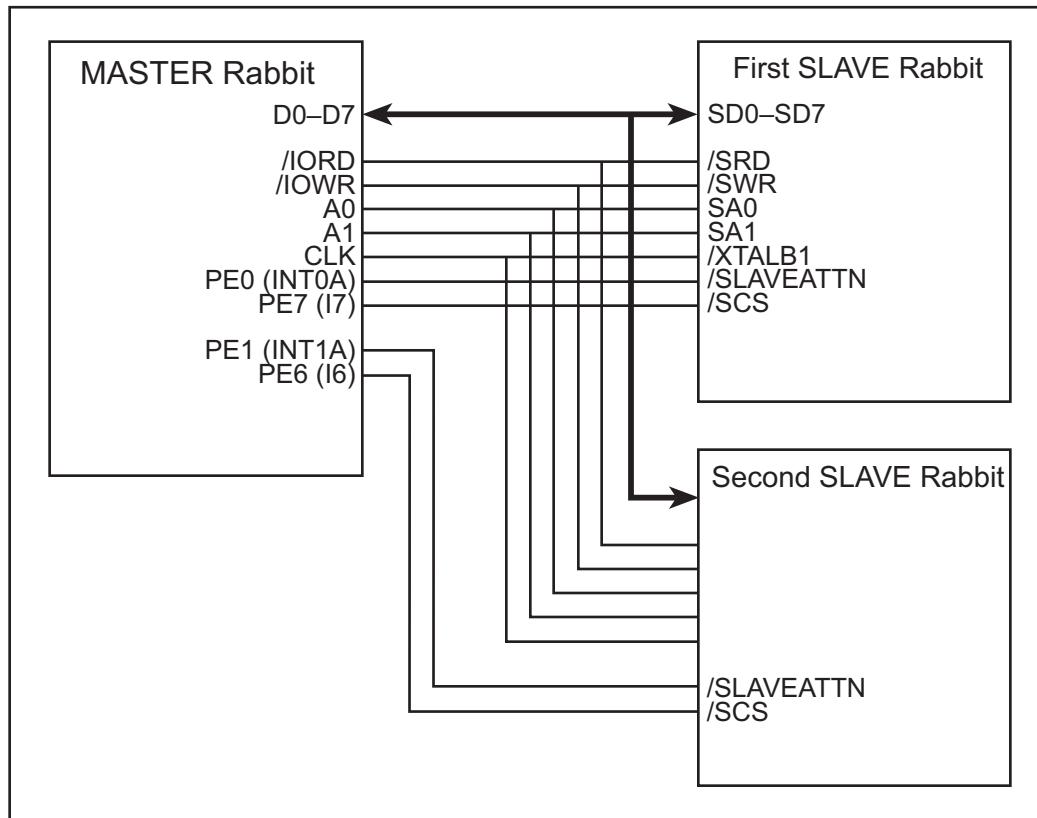 MASTER Rabbit
D0–D7
/IORD
/IOWR
A0
A1
CLK
PE0 (INT0A)
PE7 (I7)
PE1 (INT1A)
PE6 (I6)
First SLAVE Rabbit
SD0–SD7
/SRD
/SWR
SA0
SA1
/XTALB1
/SLAVEATTN
/SCS
Second SLAVE Rabbit
/SLAVEATTN
/SCS